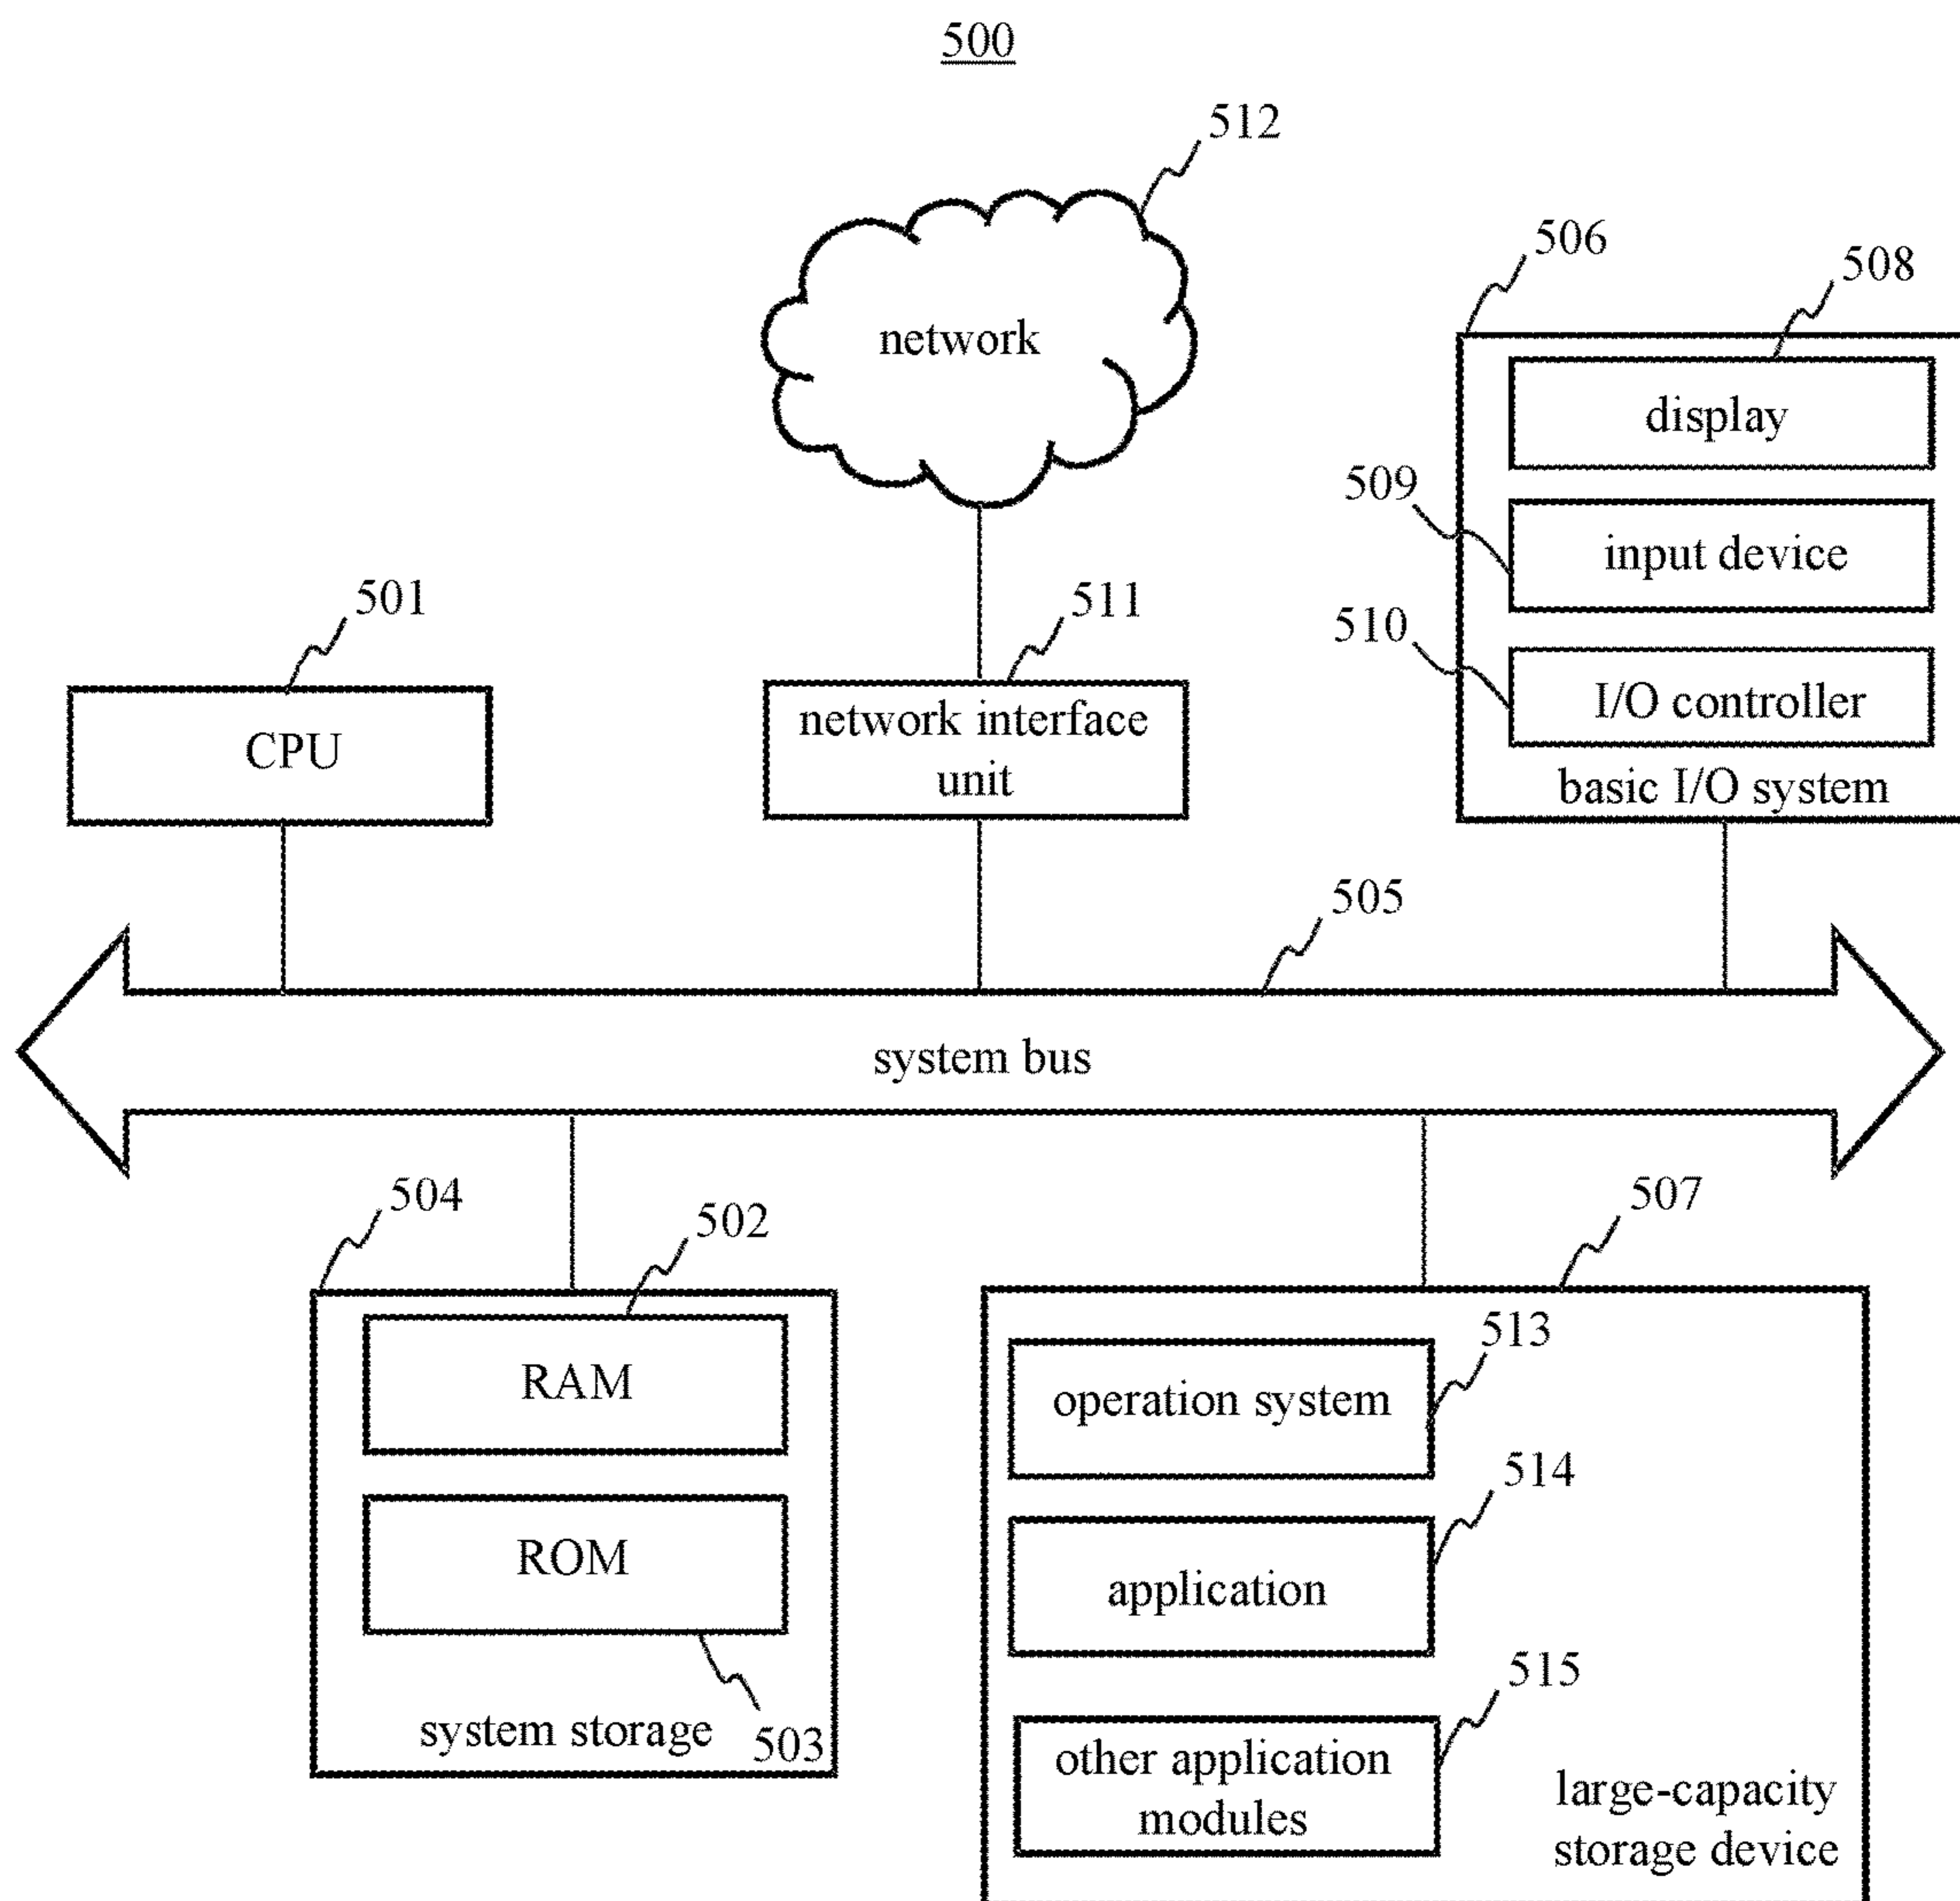 500
512
network
506
508
display
509
input device
510
I/O controller
basic I/O system
501
CPU
511
network interface
unit
505
system bus
504
502
RAM
ROM
system storage
503
507
513
operation system
514
application
515
other application
modules
large-capacity
storage device